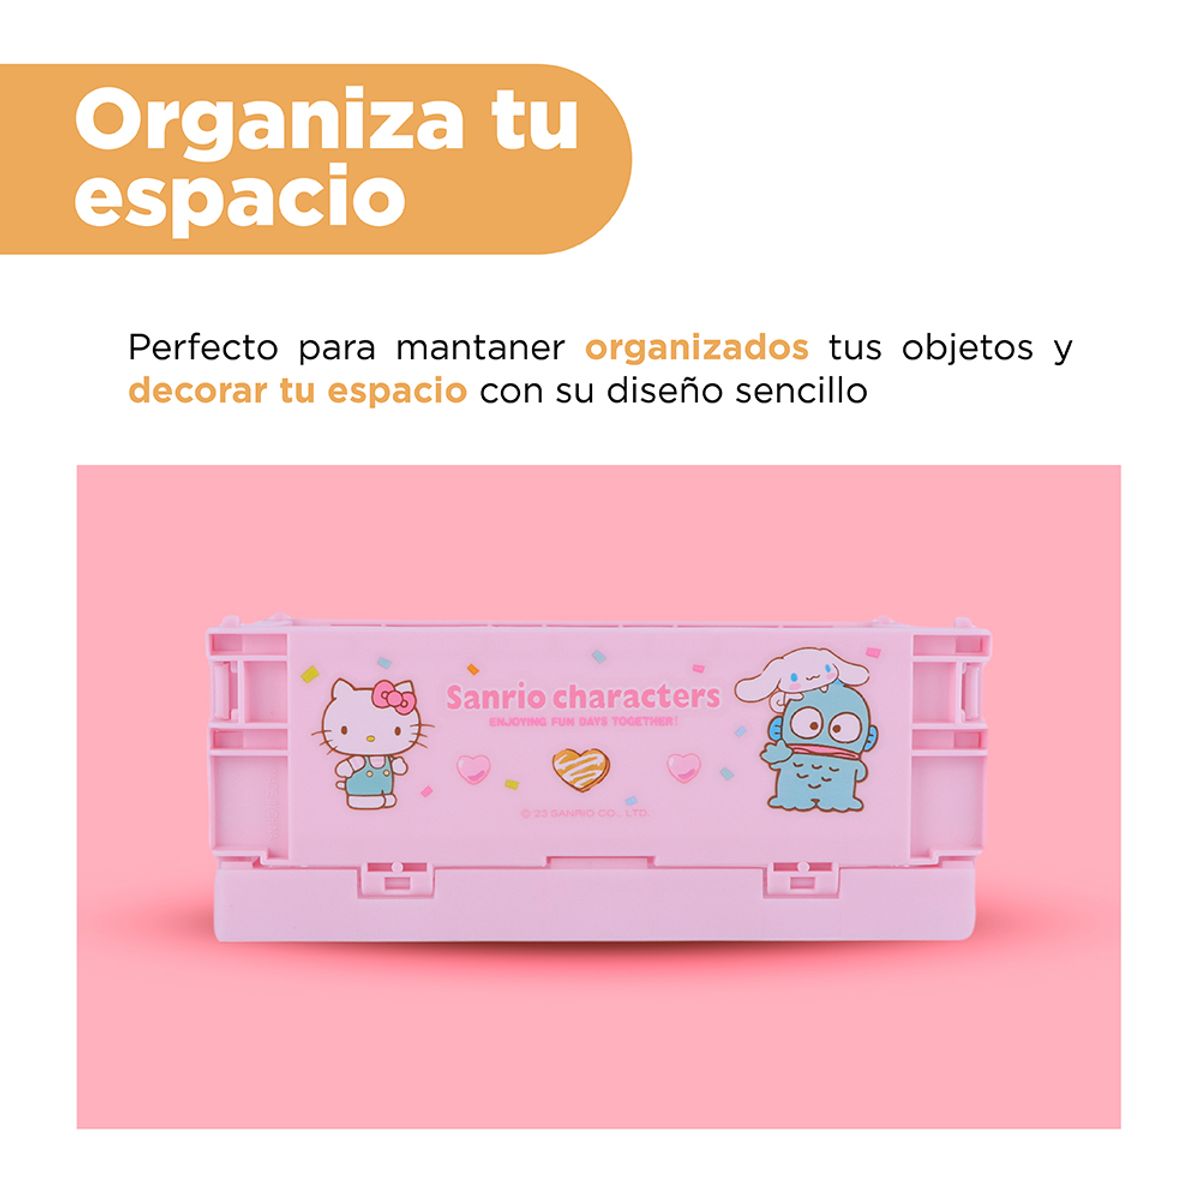 Organiza tu
espacio
Perfecto para mantaner organizados tus objetos y
decorar tu espacio con su diseño sencillo
Sanrio characters
ENJOYING FUN DAYS TOGETHER!
© '23 SANRIO CO., LTD.